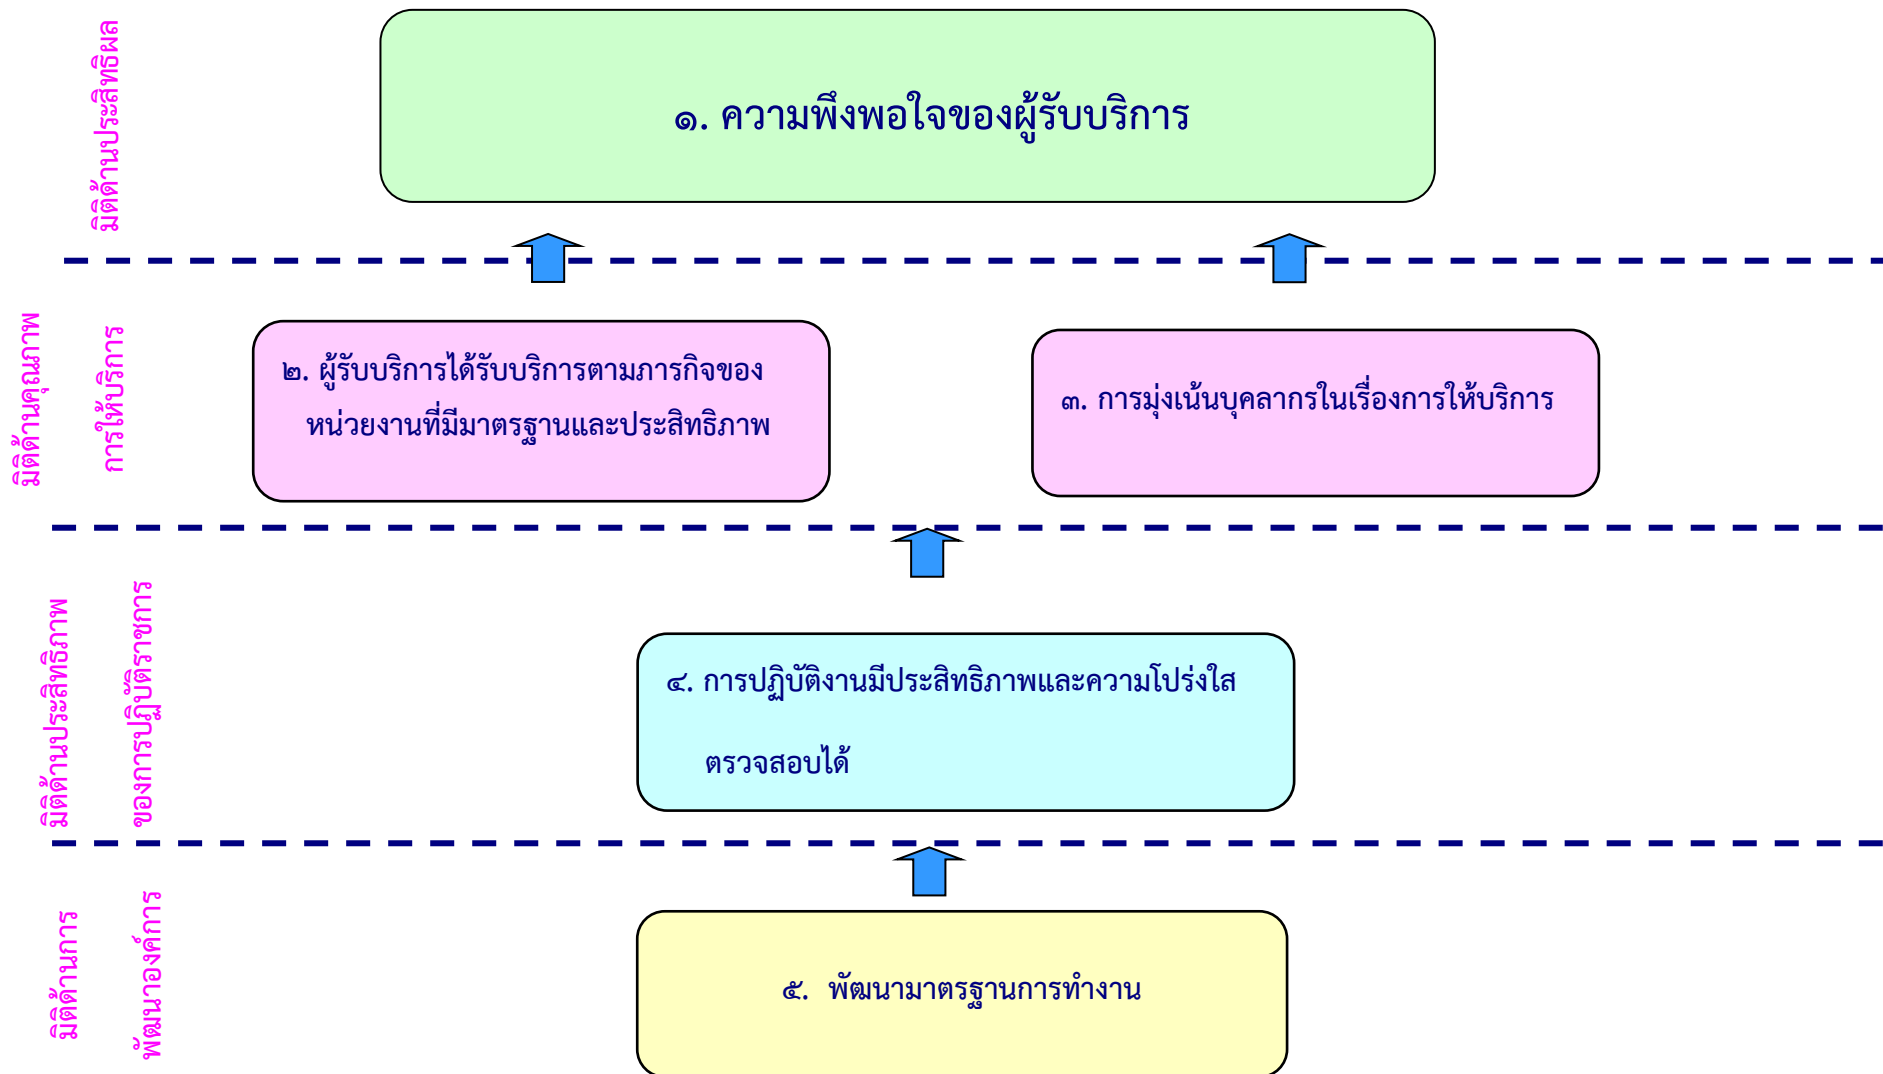 มิติด้านประสิทธิผล
๑. ความพึงพอใจของผู้รับบริการ
มิติด้านคุณภาพ
การให้บริการ
๒. ผู้รับบริการได้รับบริการตามภารกิจของ
หน่วยงานที่มีมาตรฐานและประสิทธิภาพ
๓. การมุ่งเน้นบุคลากรในเรื่องการให้บริการ
มิติด้านประสิทธิภาพ
ของการปฏิบัติราชการ
๔. การปฏิบัติงานมีประสิทธิภาพและความโปร่งใส
ตรวจสอบได้
มิติด้านการ
พัฒนาองค์การ
๕. พัฒนามาตรฐานการทำงาน